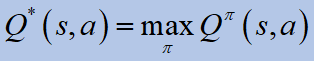 Q*(s,a) = max_π Q^π(s,a)